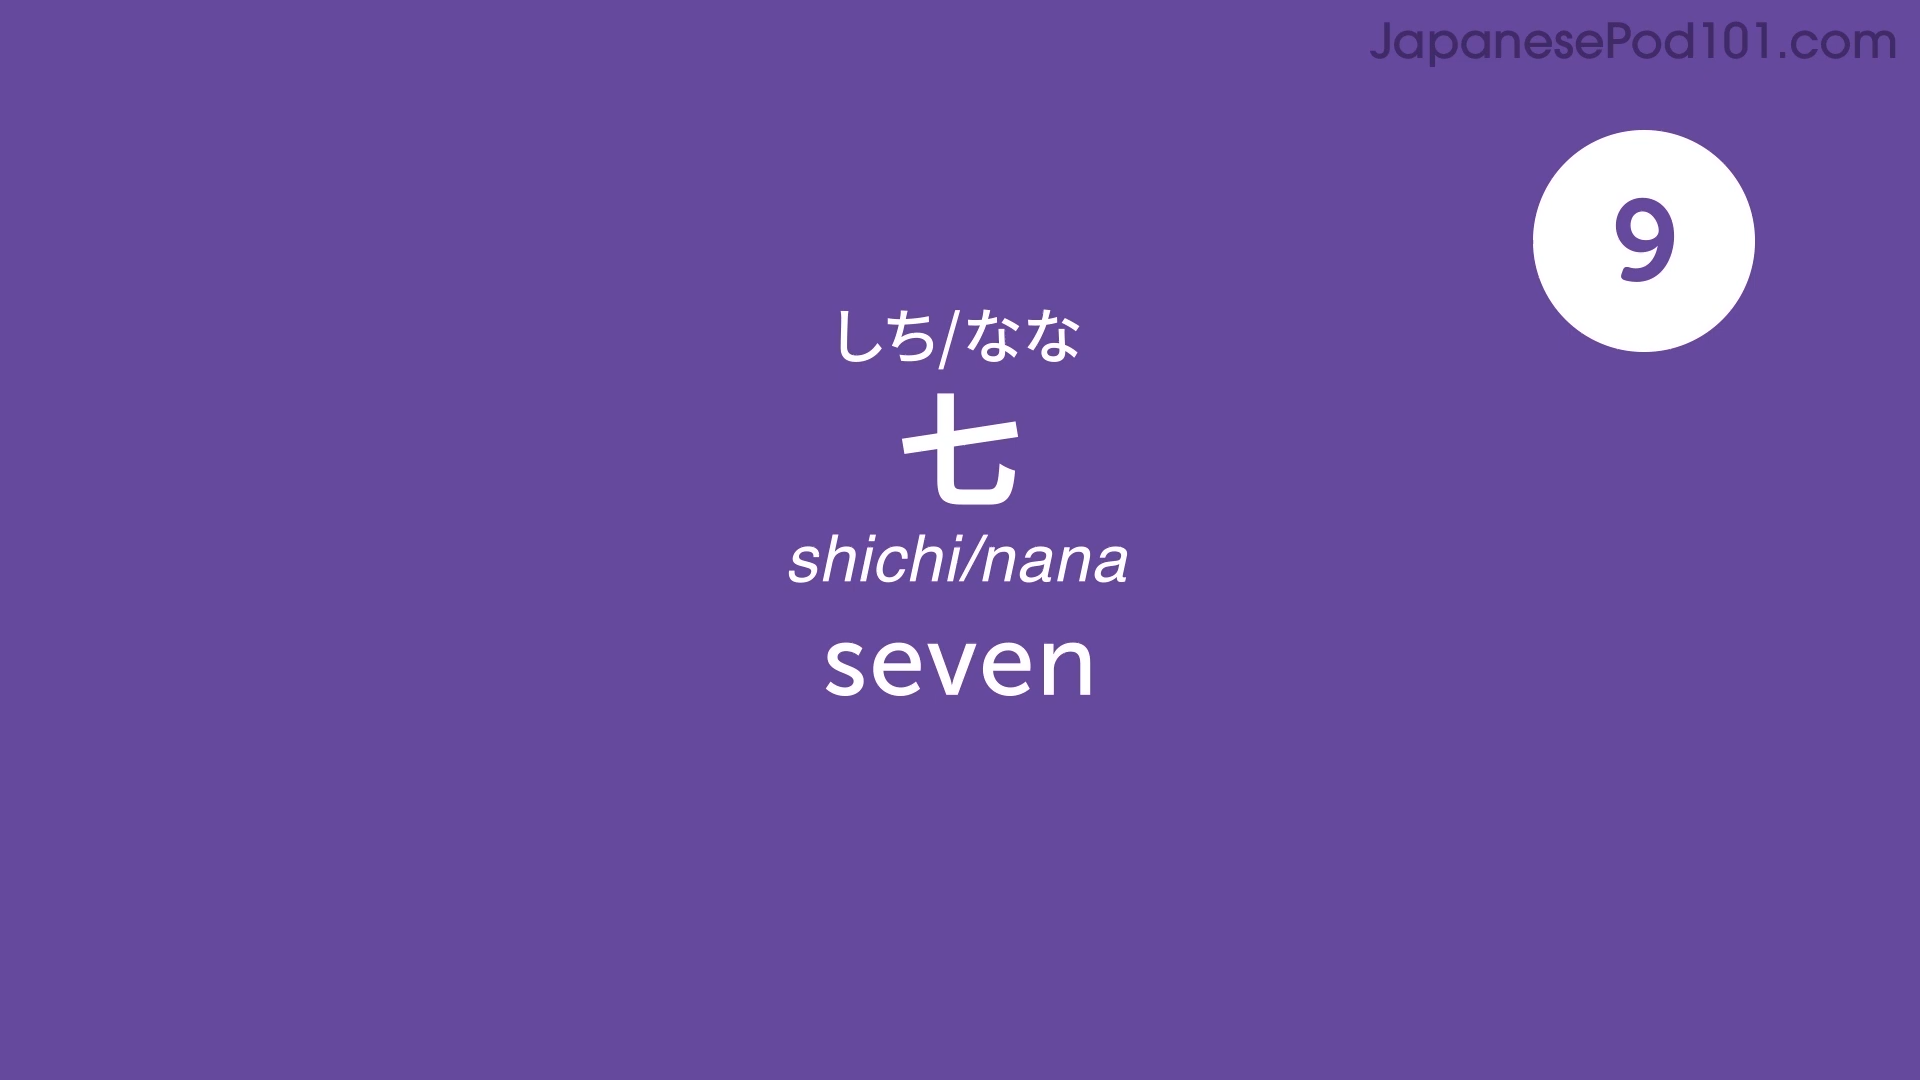 JapanesePod101.com
9
しち/なな
七
shichi/nana
seven